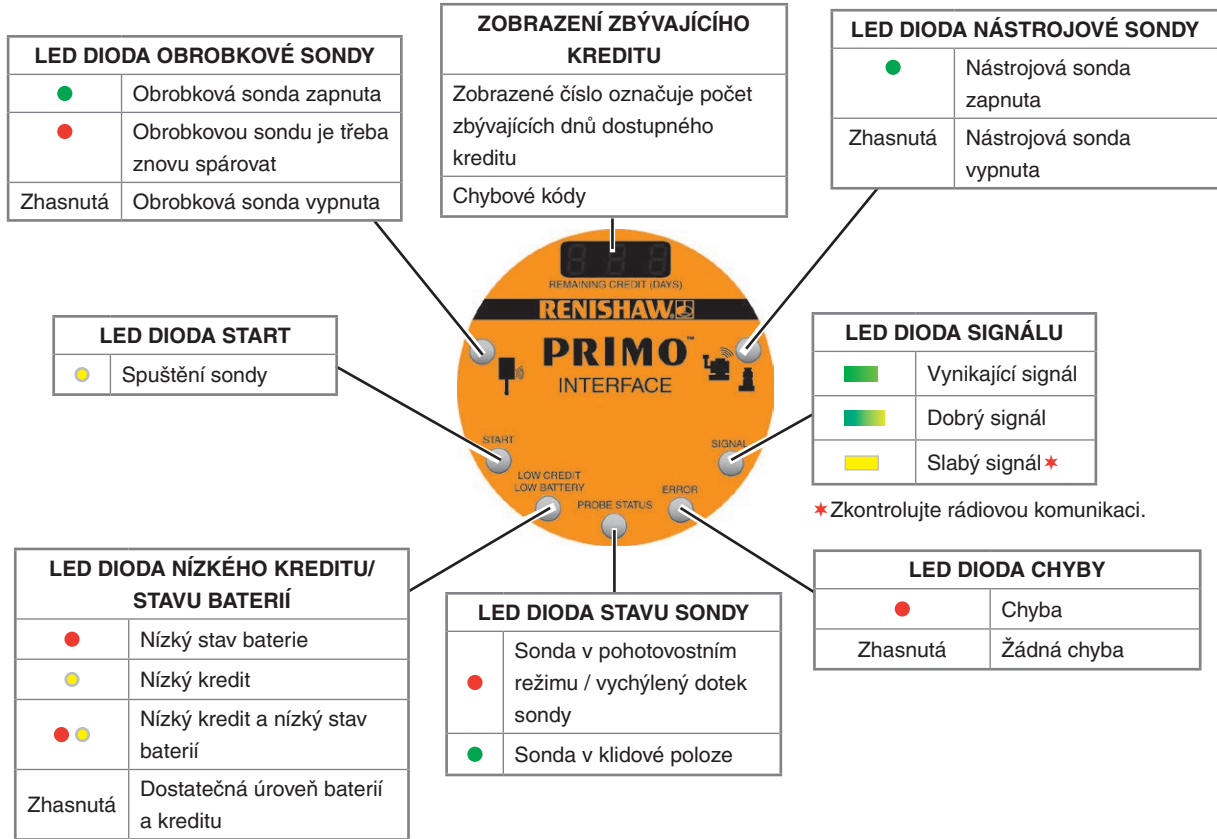 LED DIODA OBROBKOVÉ SONDY
Obrobková sonda zapnuta
Obrobkovou sondu je třeba
znovu spárovat
Zhasnutá Obrobková sonda vypnuta
ZOBRAZENÍ ZBÝVAJÍCÍHO
KREDITU
Zobrazené číslo označuje počet
zbývajících dnů dostupného
kreditu
Chybové kódy
LED DIODA NÁSTROJOVÉ SONDY
Nástrojová sonda
zapnuta
Zhasnutá Nástrojová sonda
vypnuta
REMAINING CREDIT (DAYS)
RENISHAW
PRIMO™
INTERFACE
START
SIGNAL
LOW CREDIT
LOW BATTERY
PROBE STATUS
ERROR
LED DIODA START
Spuštění sondy
LED DIODA SIGNÁLU
Vynikající signál
Dobrý signál
Slabý signál✶
✶Zkontrolujte rádiovou komunikaci.
LED DIODA NÍZKÉHO KREDITU/
STAVU BATERIÍ
Nízký stav baterie
Nízký kredit
Nízký kredit a nízký stav
baterií
Zhasnutá Dostatečná úroveň baterií
a kreditu
LED DIODA STAVU SONDY
Sonda v pohotovostním
režimu / vychýlený dotek
sondy
Sonda v klidové poloze
LED DIODA CHYBY
Chyba
Zhasnutá Žádná chyba